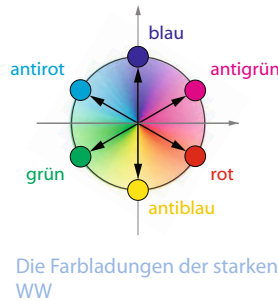 blau
antirot
antigrün
grün
rot
antiblau
Die Farbladungen der starken
WW